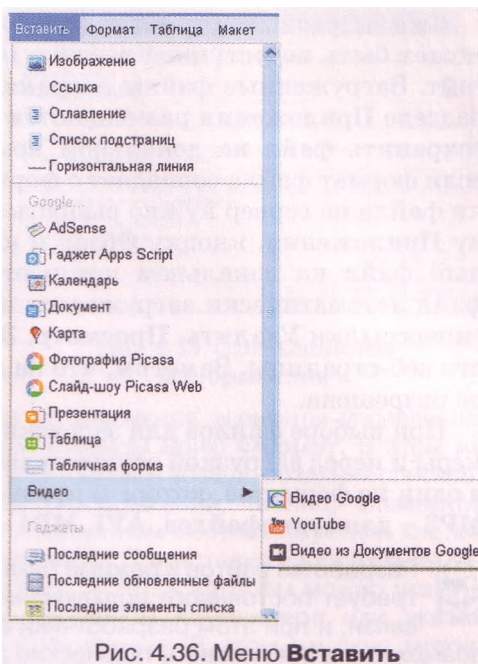 Вставить Формат Таблица Макет
Изображение
Ссылка
Оглавление
Список подстраниц
Горизонтальная линия
Google...
AdSense
Гаджет Apps Script
Календарь
Документ
Карта
Фотография Picasa
Слайд-шоу Picasa Web
Презентация
Таблица
Табличная форма
Видео
Видео Google
YouTube
Видео из Документов Google
Гаджеты
Последние сообщения
Последние обновленные файлы
Последние элементы списка
Рис. 4.36. Меню Вставить